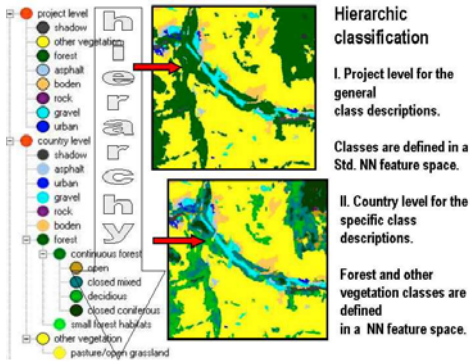 project level
shadow
other vegetation
forest
asphalt
boden
rock
gravel
urban
country level
shadow
asphalt
urban
gravel
rock
boden
forest
continuous forest
open
closed mixed
decidious
closed coniferous
small forest habitats
other vegetation
pasture/open grassland
hierarchy
Hierarchic
classification
I. Project level for the
general
class descriptions.
Classes are defined in a
Std. NN feature space.
II. Country level for the
specific class
descriptions.
Forest and other
vegetation classes are
defined
in a NN feature space.